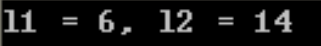 l1 = 6, l2 = 14